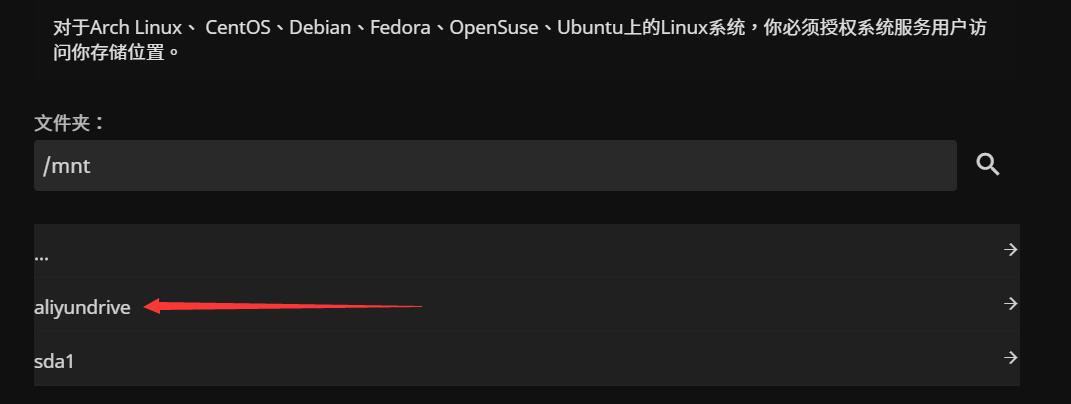 对于Arch Linux、 CentOS、Debian、Fedora、OpenSuse、Ubuntu上的Linux系统，你必须授权系统服务用户访
问你存储位置。
文件夹：
/mnt
...
aliyundrive
sda1